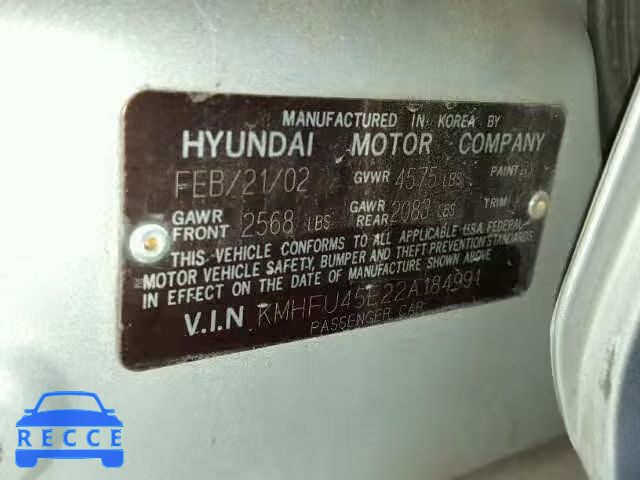 MANUFACTURED IN KOREA BY
HYUNDAI MOTOR COMPANY
FEB/21/02 GVWR 4575 LBS PAINT
GAWR FRONT 2568 LBS GAWR REAR 2083 LBS TRIM
THIS VEHICLE CONFORMS TO ALL APPLICABLE U.S.A. FEDERAL
MOTOR VEHICLE SAFETY, BUMPER AND THEFT PREVENTION STANDARDS
IN EFFECT ON THE DATE OF MANUFACTURE SHOWN ABOVE
V.I.N KMHFU45E22A184991
PASSENGER CAR
RECCE